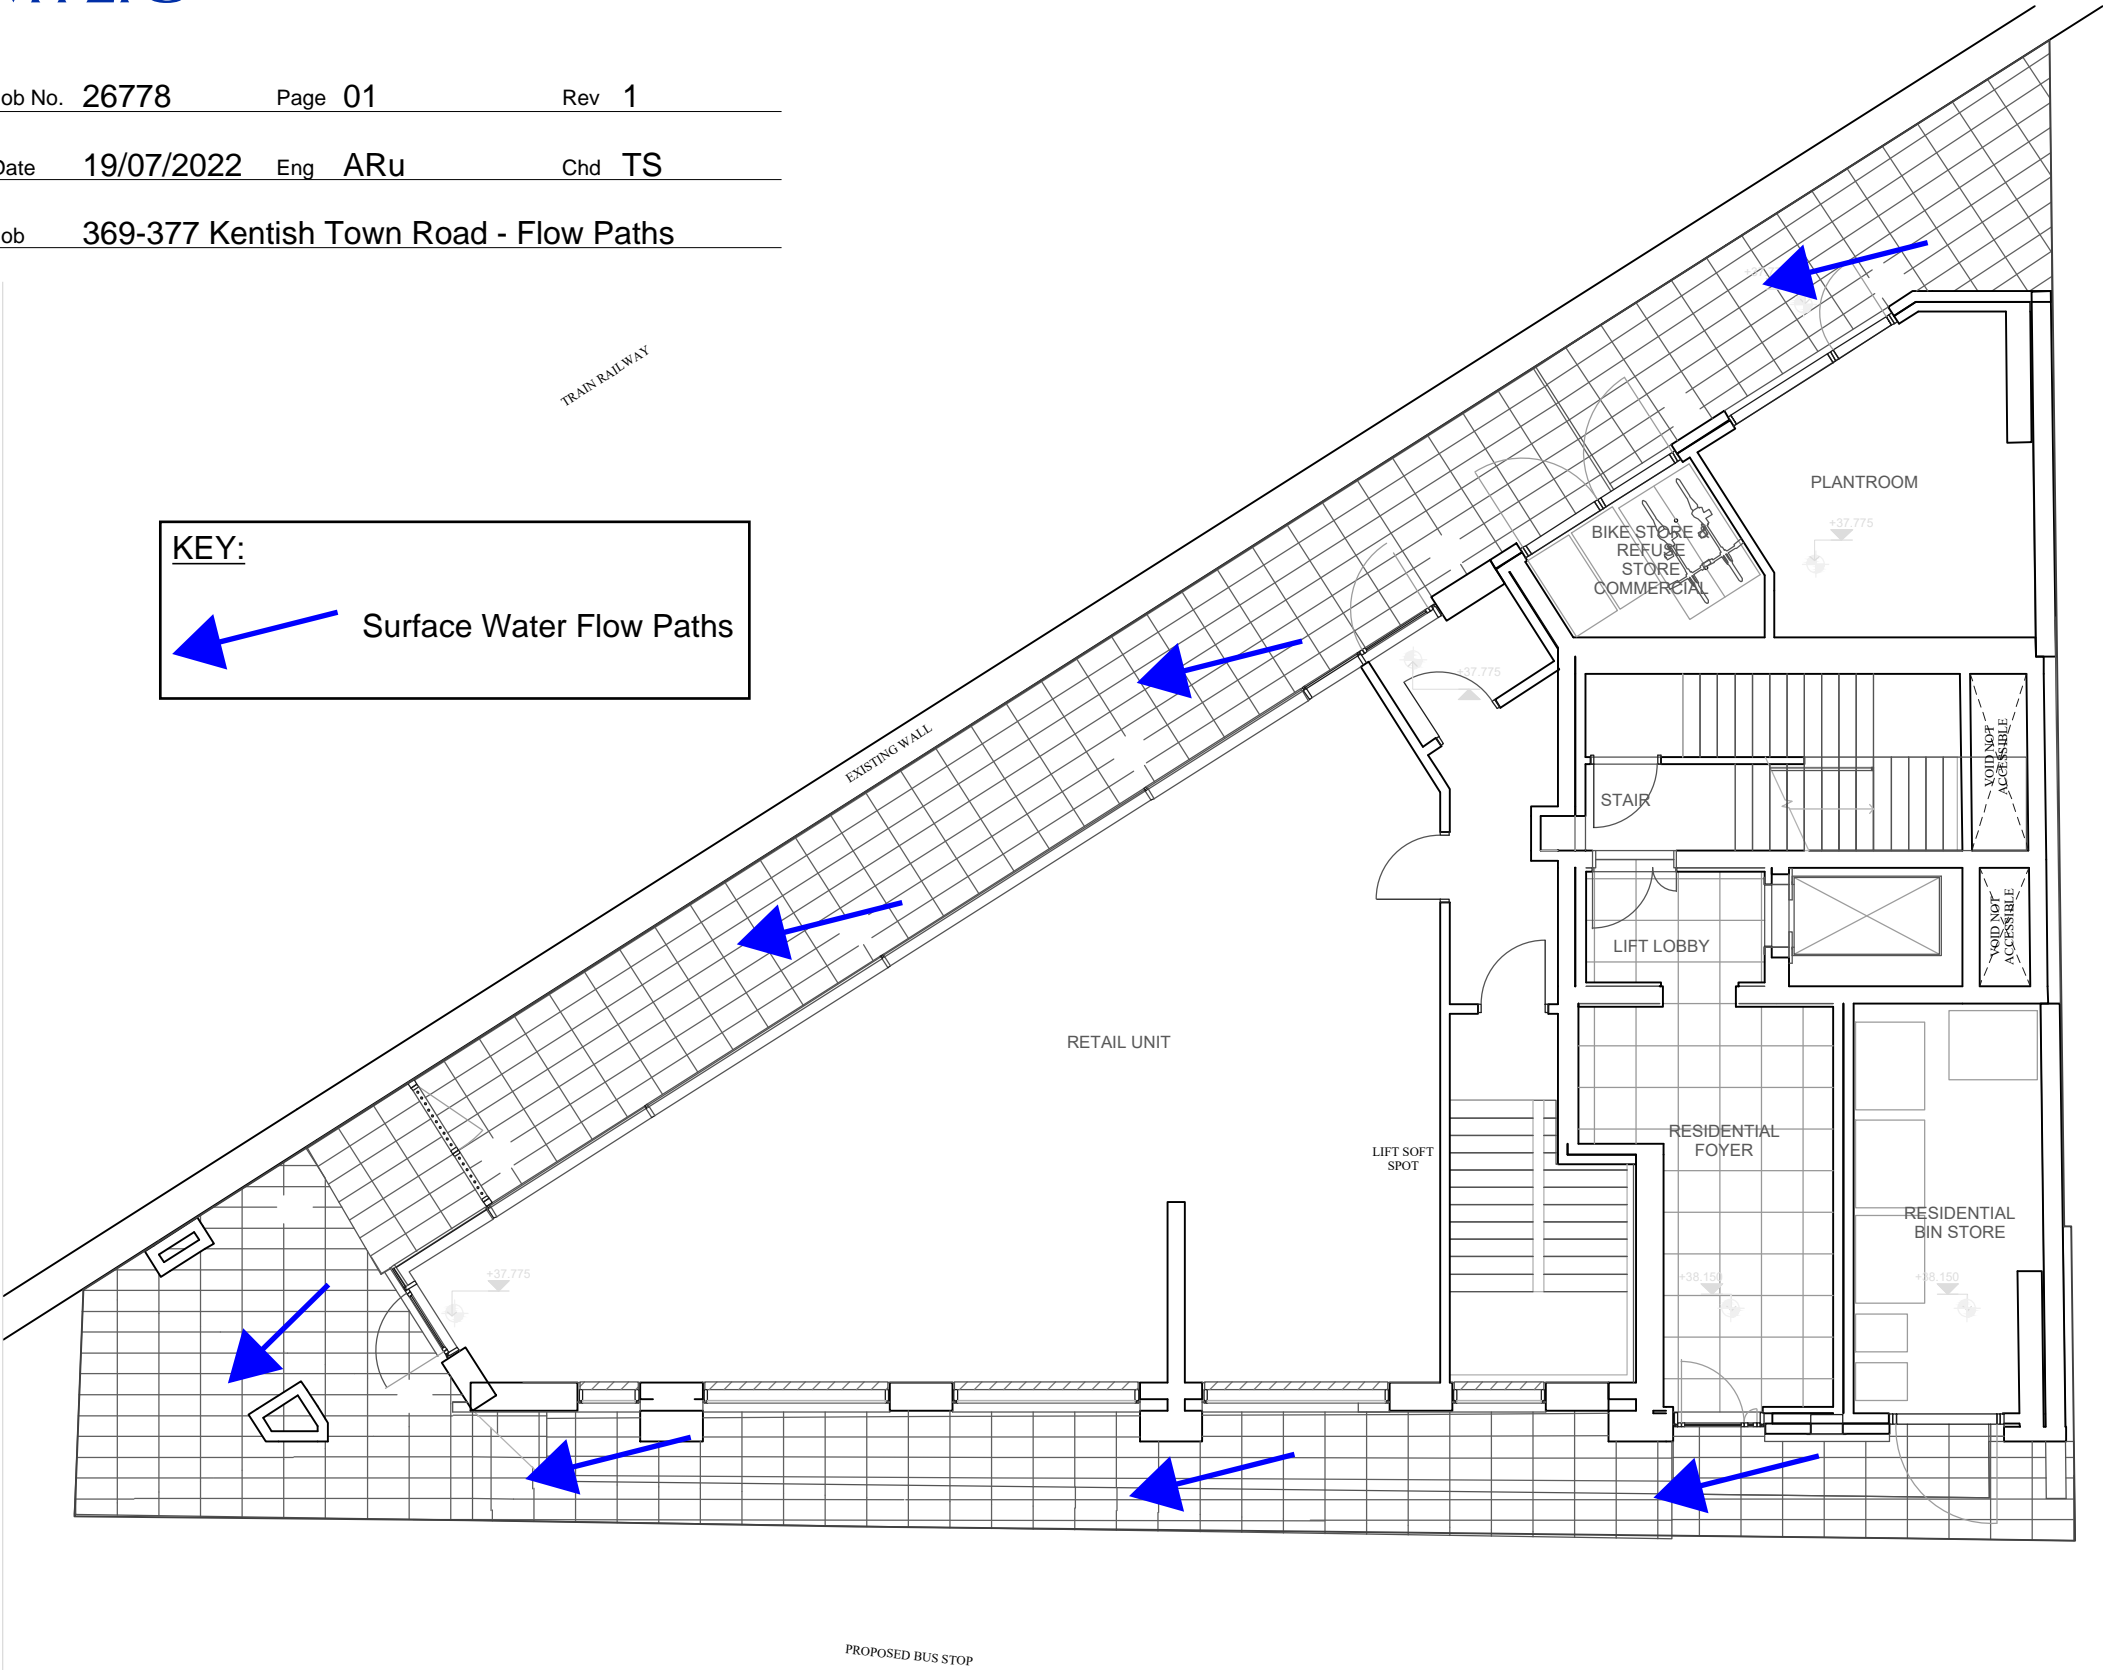 ob No. 26778 Page 01 Rev 1
Date 19/07/2022 Eng ARu Chd TS
ob 369-377 Kentish Town Road - Flow Paths
TRAIN RAILWAY
KEY:
Surface Water Flow Paths
EXISTING WALL
PLANTROOM
+37.775
BIKE STORE &
REFUSE
STORE
COMMERCIAL
+37.775
VOID NOT
ACCESSIBLE
STAIR
LIFT LOBBY
VOID NOT
ACCESSIBLE
RETAIL UNIT
LIFT SOFT
SPOT
RESIDENTIAL
FOYER
RESIDENTIAL
BIN STORE
+37.775
+38.150
+38.150
PROPOSED BUS STOP